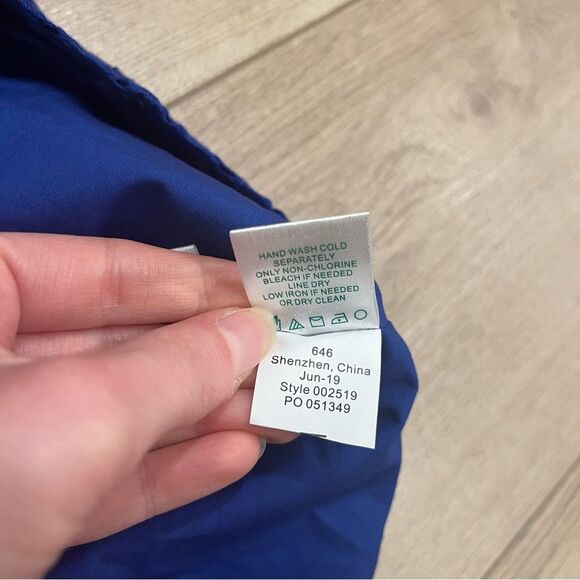 HAND WASH COLD
SEPARATELY
ONLY NON-CHLORINE
BLEACH IF NEEDED
LINE DRY
LOW IRON IF NEEDED
OR DRY CLEAN
646
Shenzhen, China
Jun-19
Style 002519
PO 051349